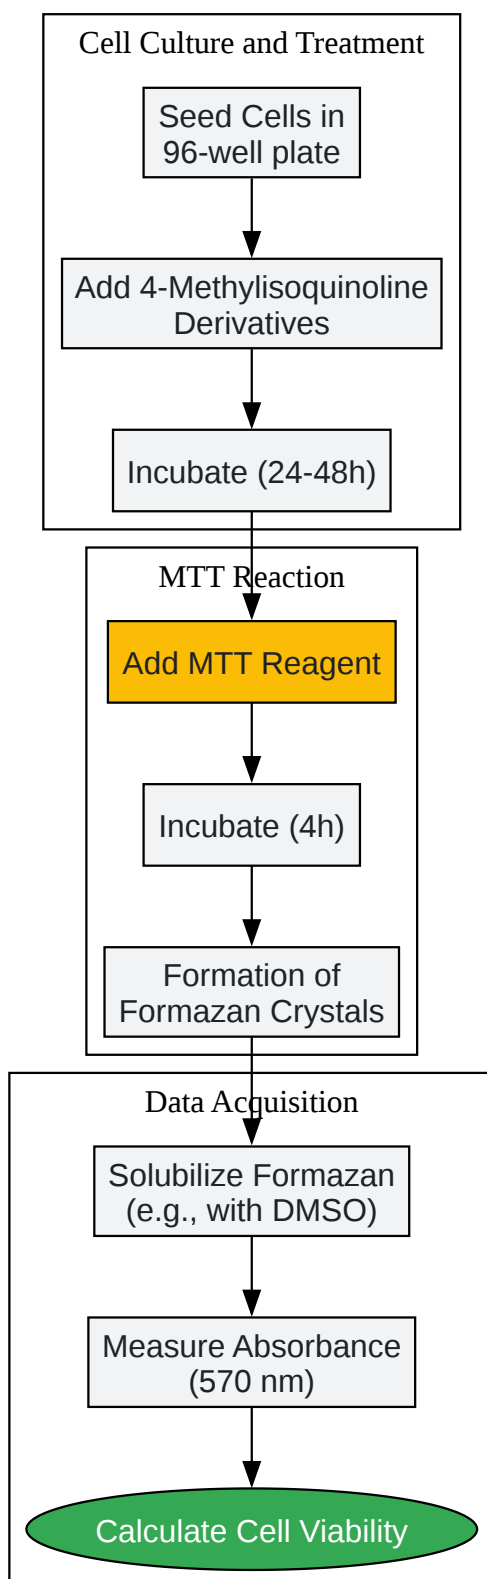 Cell Culture and Treatment
Seed Cells in
96-well plate
Add 4-Methylisoquinoline
Derivatives
Incubate (24-48h)
MTT Reaction
Add MTT Reagent
Incubate (4h)
Formation of
Formazan Crystals
Data Acquisition
Solubilize Formazan
(e.g., with DMSO)
Measure Absorbance
(570 nm)
Calculate Cell Viability